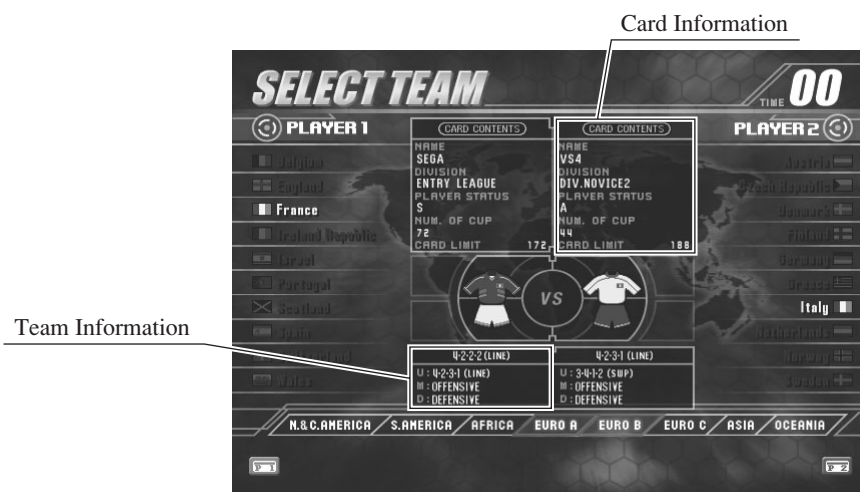 Card Information
SELECT TEAM
TIME 00
PLAYER 1
PLAYER 2
CARD CONTENTS
NAME
SEGA
DIVISION
ENTRY LEAGUE
PLAYER STATUS
S
NUM. OF CUP
72
CARD LIMIT 172
CARD CONTENTS
NAME
VS4
DIVISION
DIV.NOVICE2
PLAYER STATUS
A
NUM. OF CUP
44
CARD LIMIT 188
Belgium
England
France
Ireland Republic
Israel
Portugal
Scotland
Spain
Wales
Austria
Czech Republic
Denmark
Finland
Germany
Greece
Italy
Netherlands
Norway
Sweden
VS
Team Information
4-2-2-2 (LINE)
U : 4-2-3-1 (LINE)
M : OFFENSIVE
D : DEFENSIVE
4-2-3-1 (LINE)
U : 3-4-1-2 (SWP)
M : OFFENSIVE
D : DEFENSIVE
N.& C.AMERICA S.AMERICA AFRICA EURO A EURO B EURO C ASIA OCEANIA
P 1
P 2